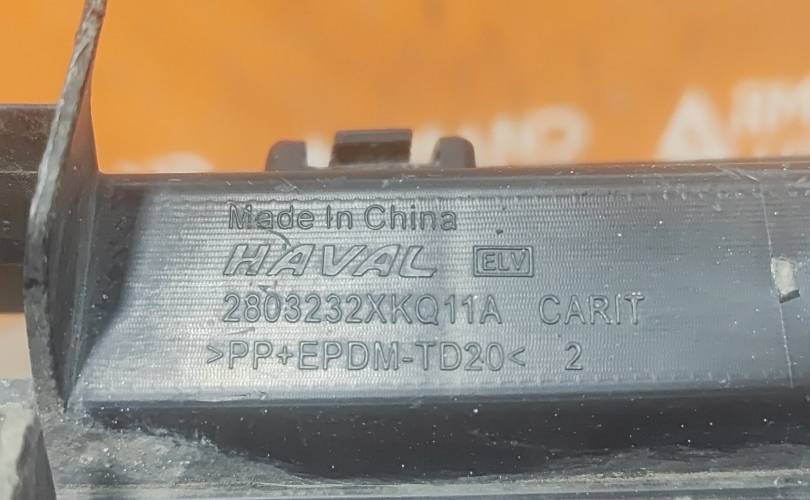 Made In China
HAVAL ELV
2803232XKQ11A CARIT
>PP+EPDM-TD20< 2